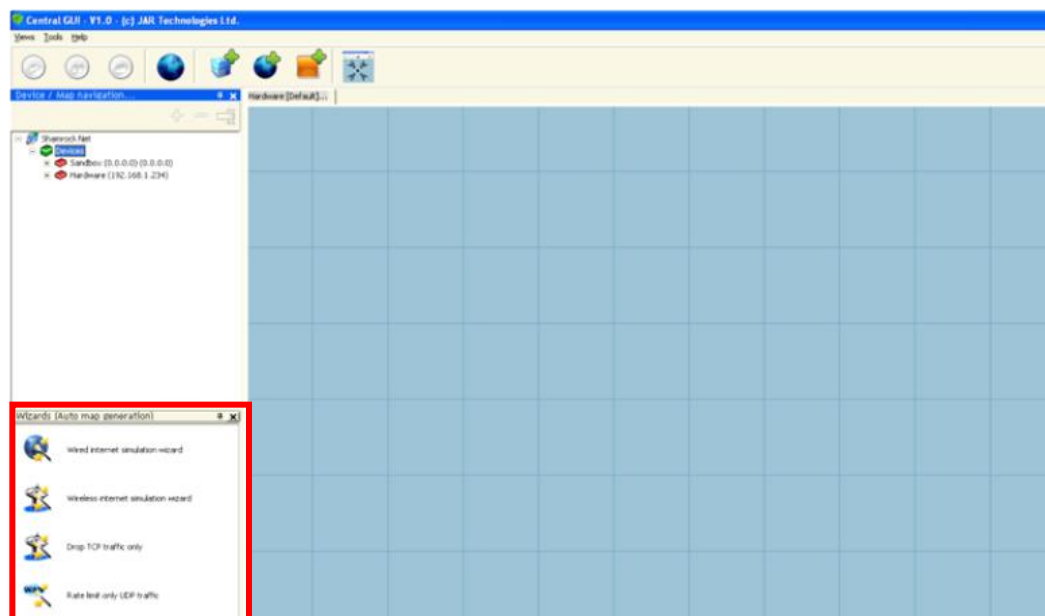 Central GUI - V1.0 - (c) JAR Technologies Ltd.
Views Tools Help
Device / Map navigation...
Hardware [Default]...
Shamrock Net
Devices
Sandbox (0.0.0.0) (0.0.0.0)
Hardware (192.168.1.234)
Wizards (Auto map generation)
Wired internet simulation wizard
Wireless internet simulation wizard
Drop TCP traffic only
Rate limit only UDP traffic